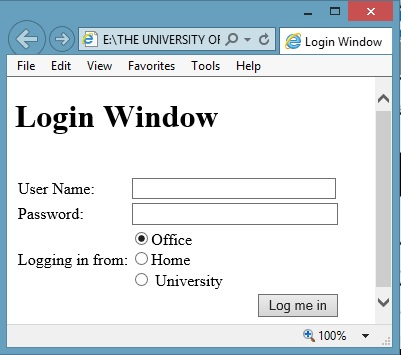 E:\THE UNIVERSITY OF
Login Window
File Edit View Favorites Tools Help
Login Window
User Name:
Password:
Logging in from:
Office
Home
University
Log me in
100%